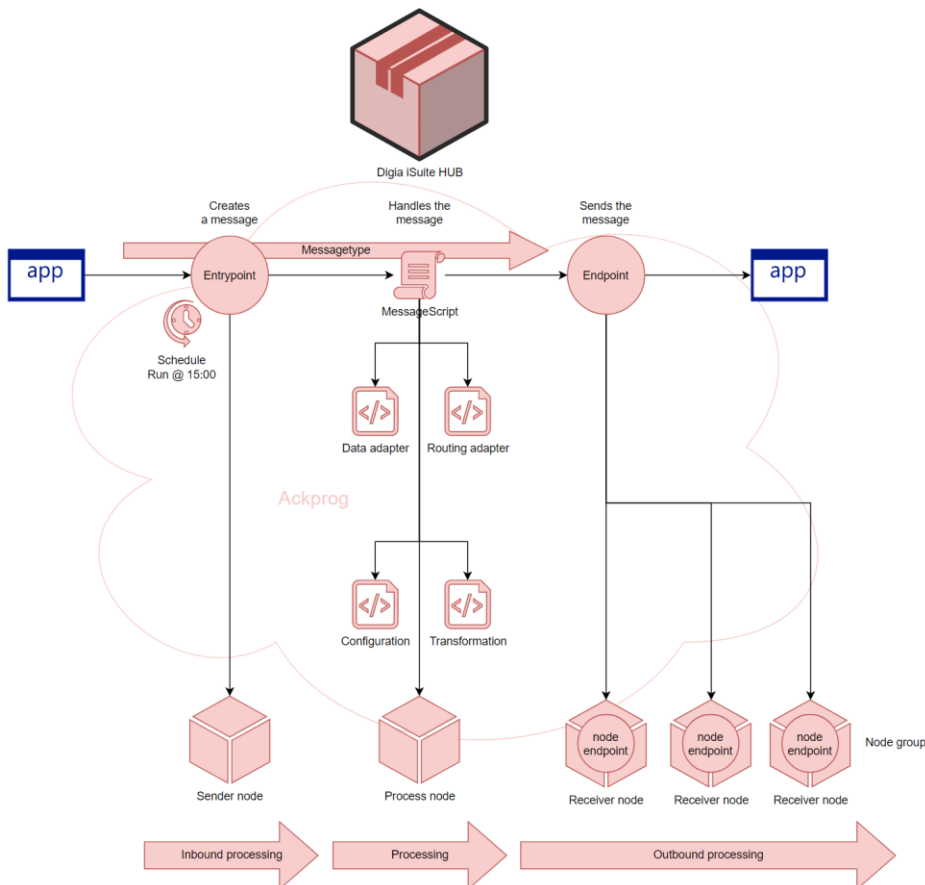 Digia iSuite HUB
Creates
a message
Handles the
message
Sends the
message
Messagetype
app
Entrypoint
MessageScript
Endpoint
app
Schedule
Run @ 15:00
</>
</>
Data adapter
Routing adapter
Ackprog
</>
</>
Configuration
Transformation
node
endpoint
node
endpoint
node
endpoint
Node group
Sender node
Process node
Receiver node
Receiver node
Receiver node
Inbound processing
Processing
Outbound processing